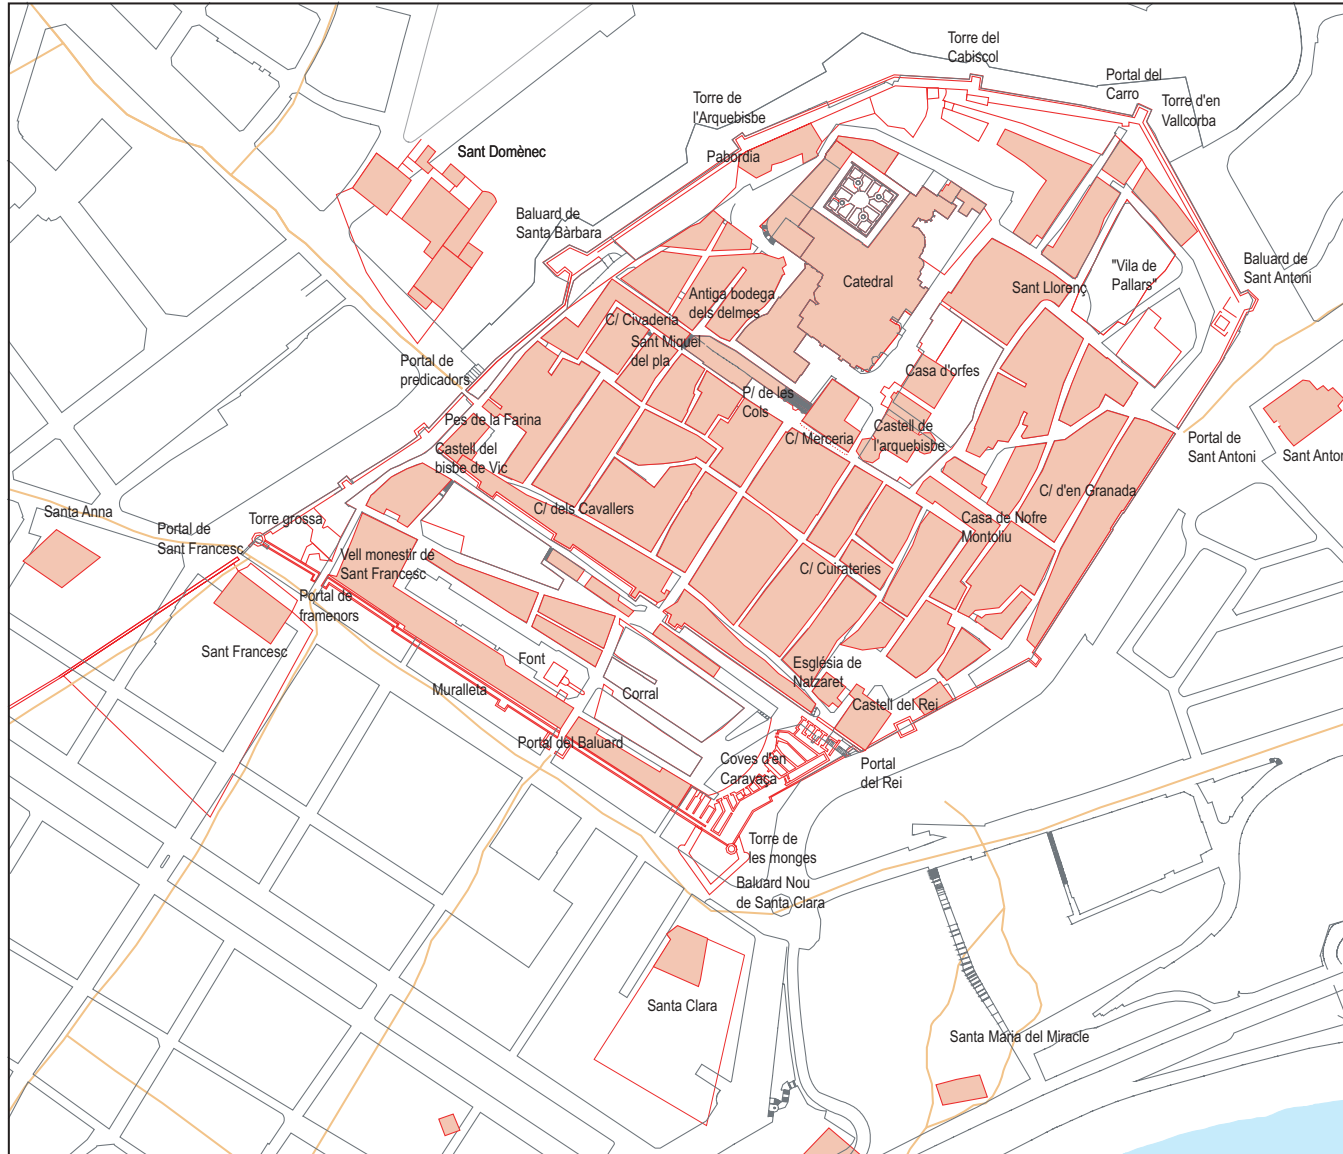 Torre del
Cabiscol
Portal del
Carro
Torre d'en
Vallcorba
Torre de
l'Arquebisbe
Sant Domènec
Pabordia
Baluard de
Santa Bàrbara
Baluard de
Sant Antoni
"Vila de
Pallars"
Catedral
Sant Llorenç
Antiga bodega
dels delmes
C/ Civaderia
Sant Miquel
del pla
Portal de
predicadors
Casa d'orfes
P/ de les
Cols
Pes de la Farina
C/ Merceria
Castell de
l'arquebisbe
Castell del
bisbe de Vic
Portal de
Sant Antoni
Sant Anton
C/ d'en Granada
Santa Anna
Torre grossa
Portal de
Sant Francesc
C/ dels Cavallers
Casa de Nofre
Montoliu
Vell monestir de
Sant Francesc
C/ Cuirateries
Portal de
framenors
Sant Francesc
Font
Muralleta
Corral
Església de
Natzaret
Castell del Rei
Portal del Baluard
Coves d'en
Caravaça
Portal
del Rei
Torre de
les monges
Baluard Nou
de Santa Clara
Santa Clara
Santa Maria del Miracle